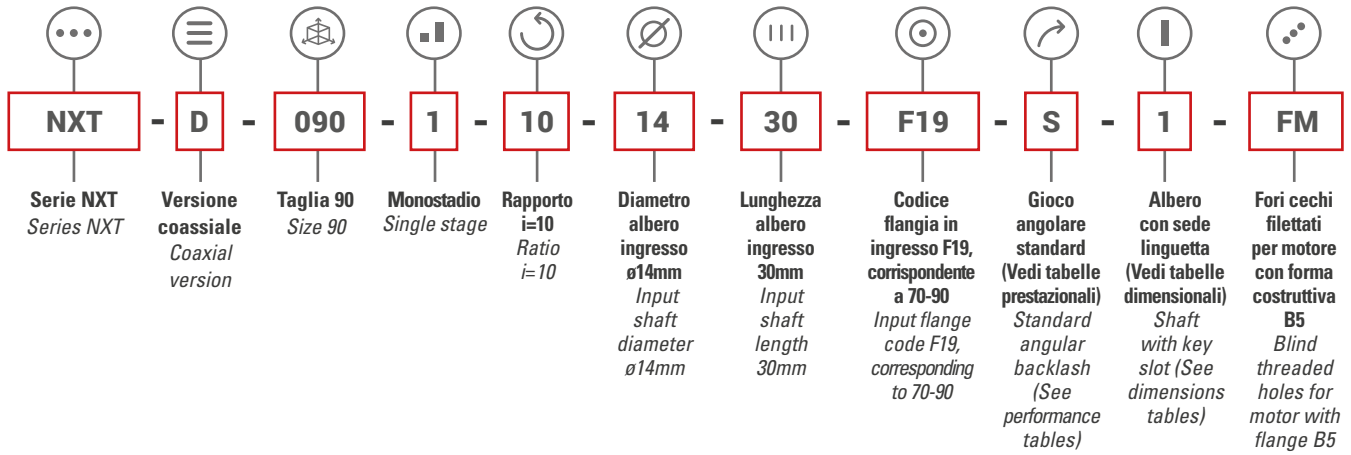 NXT - D - 090 - 1 - 10 - 14 - 30 - F19 - S - 1 - FM
Serie NXT
Series NXT
Versione
coassiale
Coaxial
version
Taglia 90
Size 90
Monostadio
Single stage
Rapporto
i=10
Ratio
i=10
Diametro
albero
ingresso
ø14mm
Input
shaft
diameter
ø14mm
Lunghezza
albero
ingresso
30mm
Input
shaft
length
30mm
Codice
flangia in
ingresso F19,
corrispondente
a 70-90
Input flange
code F19,
corresponding
to 70-90
Gioco
angolare
standard
(Vedi tabelle
prestazionali)
Standard
angular
backlash
(See
performance
tables)
Albero
con sede
linguetta
(Vedi tabelle
dimensionali)
Shaft
with key
slot (See
dimensions
tables)
Fori cechi
filettati
per motore
con forma
costruttiva
B5
Blind
threaded
holes for
motor with
flange B5